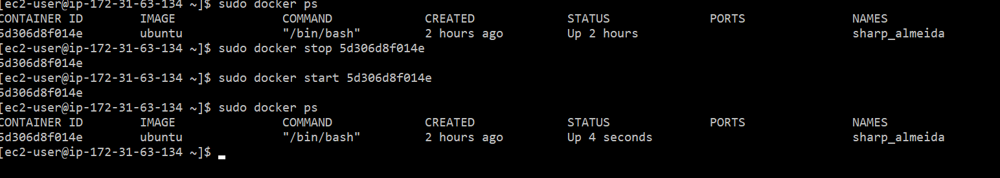 [ec2-user@ip-172-31-63-134 ~]$ sudo docker ps
CONTAINER ID        IMAGE               COMMAND             CREATED             STATUS              PORTS               NAMES
5d306d8f014e        ubuntu              "/bin/bash"         2 hours ago         Up 2 hours                              sharp_almeida
[ec2-user@ip-172-31-63-134 ~]$ sudo docker stop 5d306d8f014e
5d306d8f014e
[ec2-user@ip-172-31-63-134 ~]$ sudo docker start 5d306d8f014e
5d306d8f014e
[ec2-user@ip-172-31-63-134 ~]$ sudo docker ps
CONTAINER ID        IMAGE               COMMAND             CREATED             STATUS              PORTS               NAMES
5d306d8f014e        ubuntu              "/bin/bash"         2 hours ago         Up 4 seconds                            sharp_almeida
[ec2-user@ip-172-31-63-134 ~]$